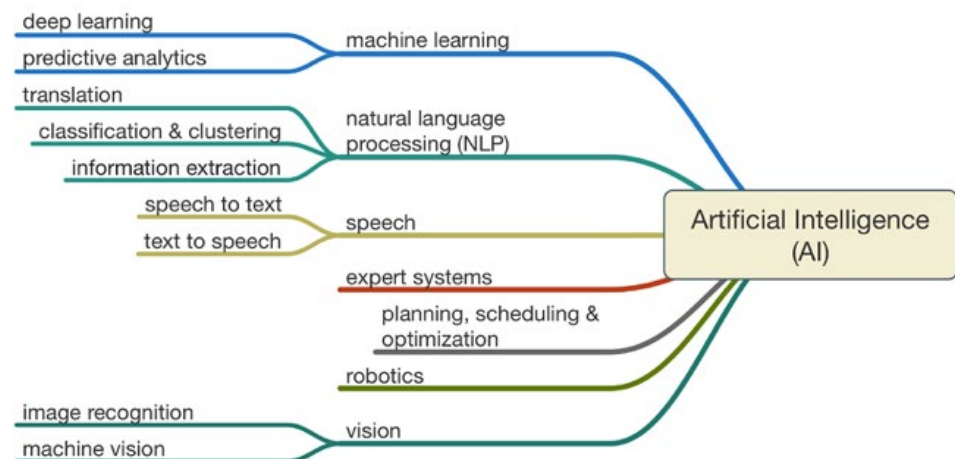 deep learning
predictive analytics
machine learning
translation
classification & clustering
information extraction
natural language
processing (NLP)
speech to text
text to speech
speech
expert systems
planning, scheduling &
optimization
robotics
image recognition
machine vision
vision
Artificial Intelligence
(AI)